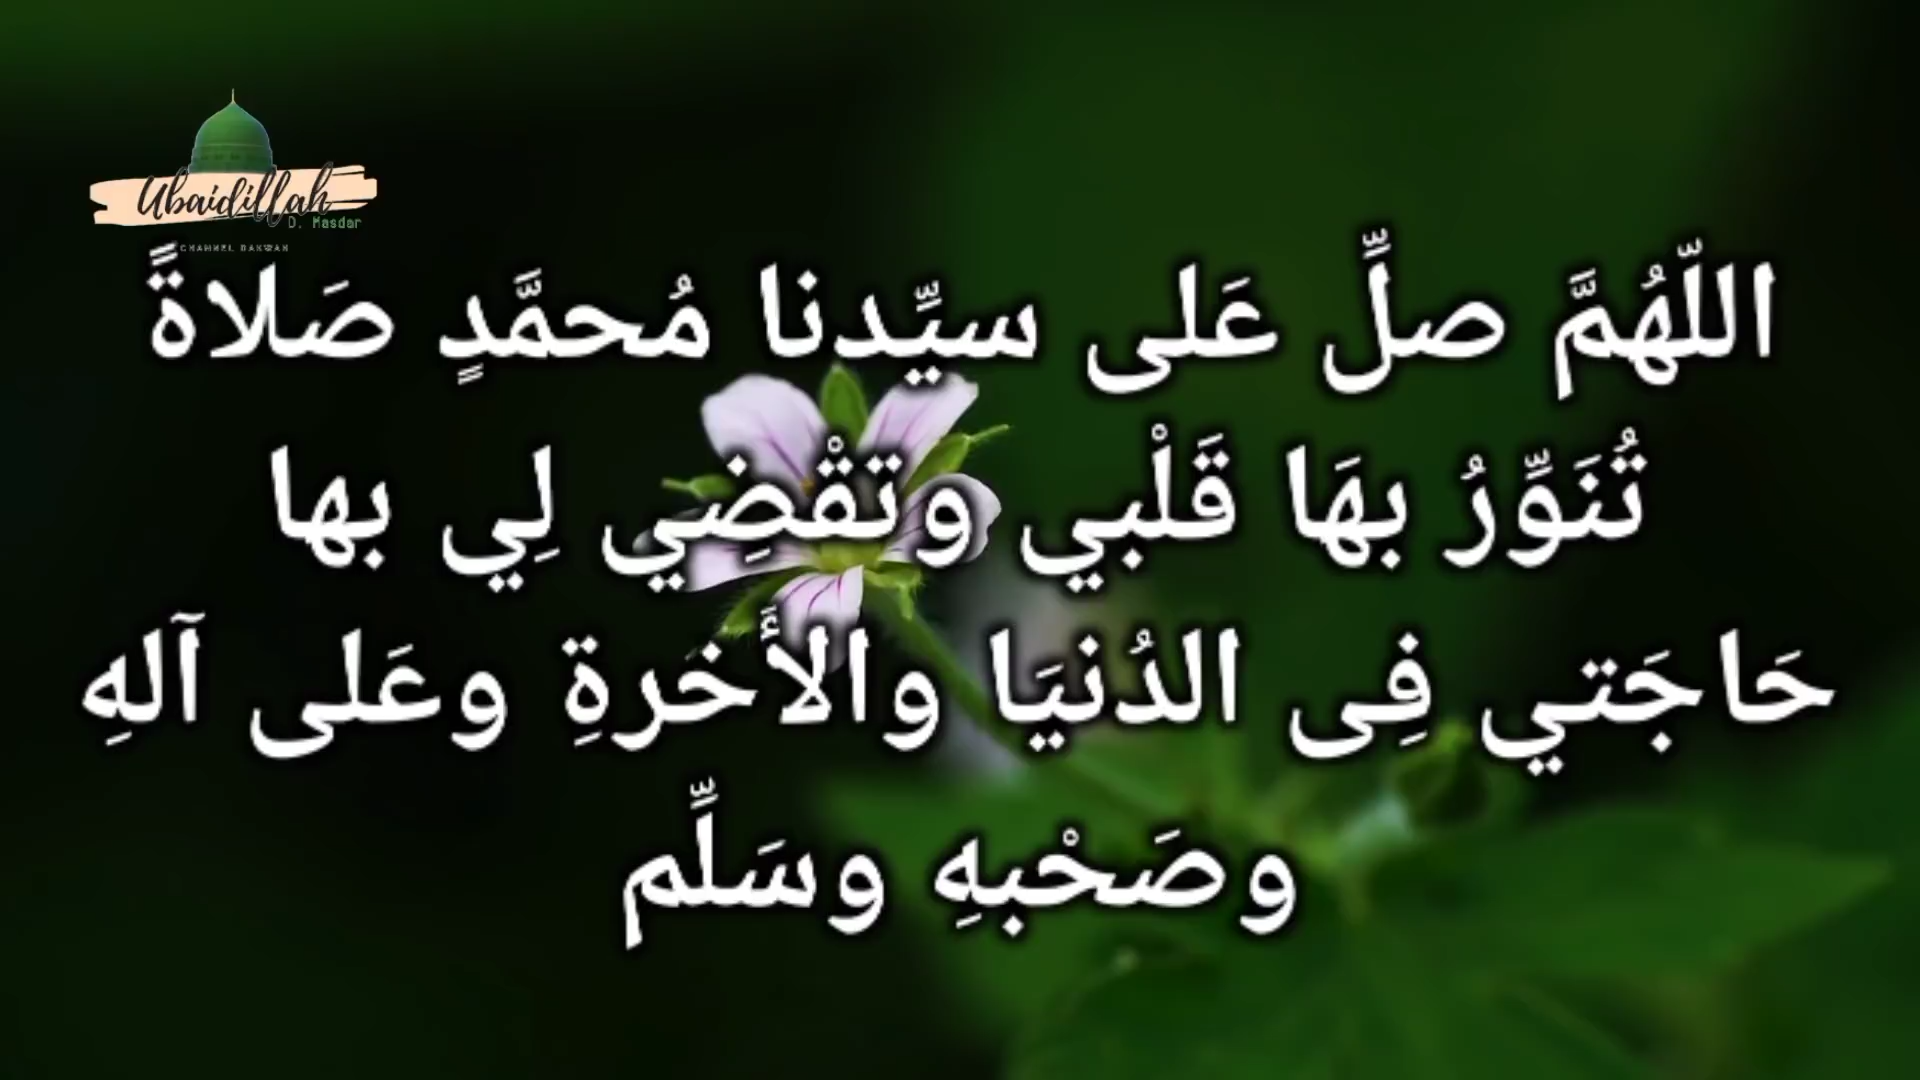 Ubaidillah
D. Masdar
CHANNEL DAKWAH
اللّهُمَّ صلِّ عَلى سيِّدنا مُحمَّدٍ صَلاةً
تُنَوِّرُ بهَا قَلْبي وتقْضِي لِي بها
حَاجَتي فِى الدُنيَا والأَخرةِ وعَلى آلهِ
وصَحْبهِ وسَلِّم